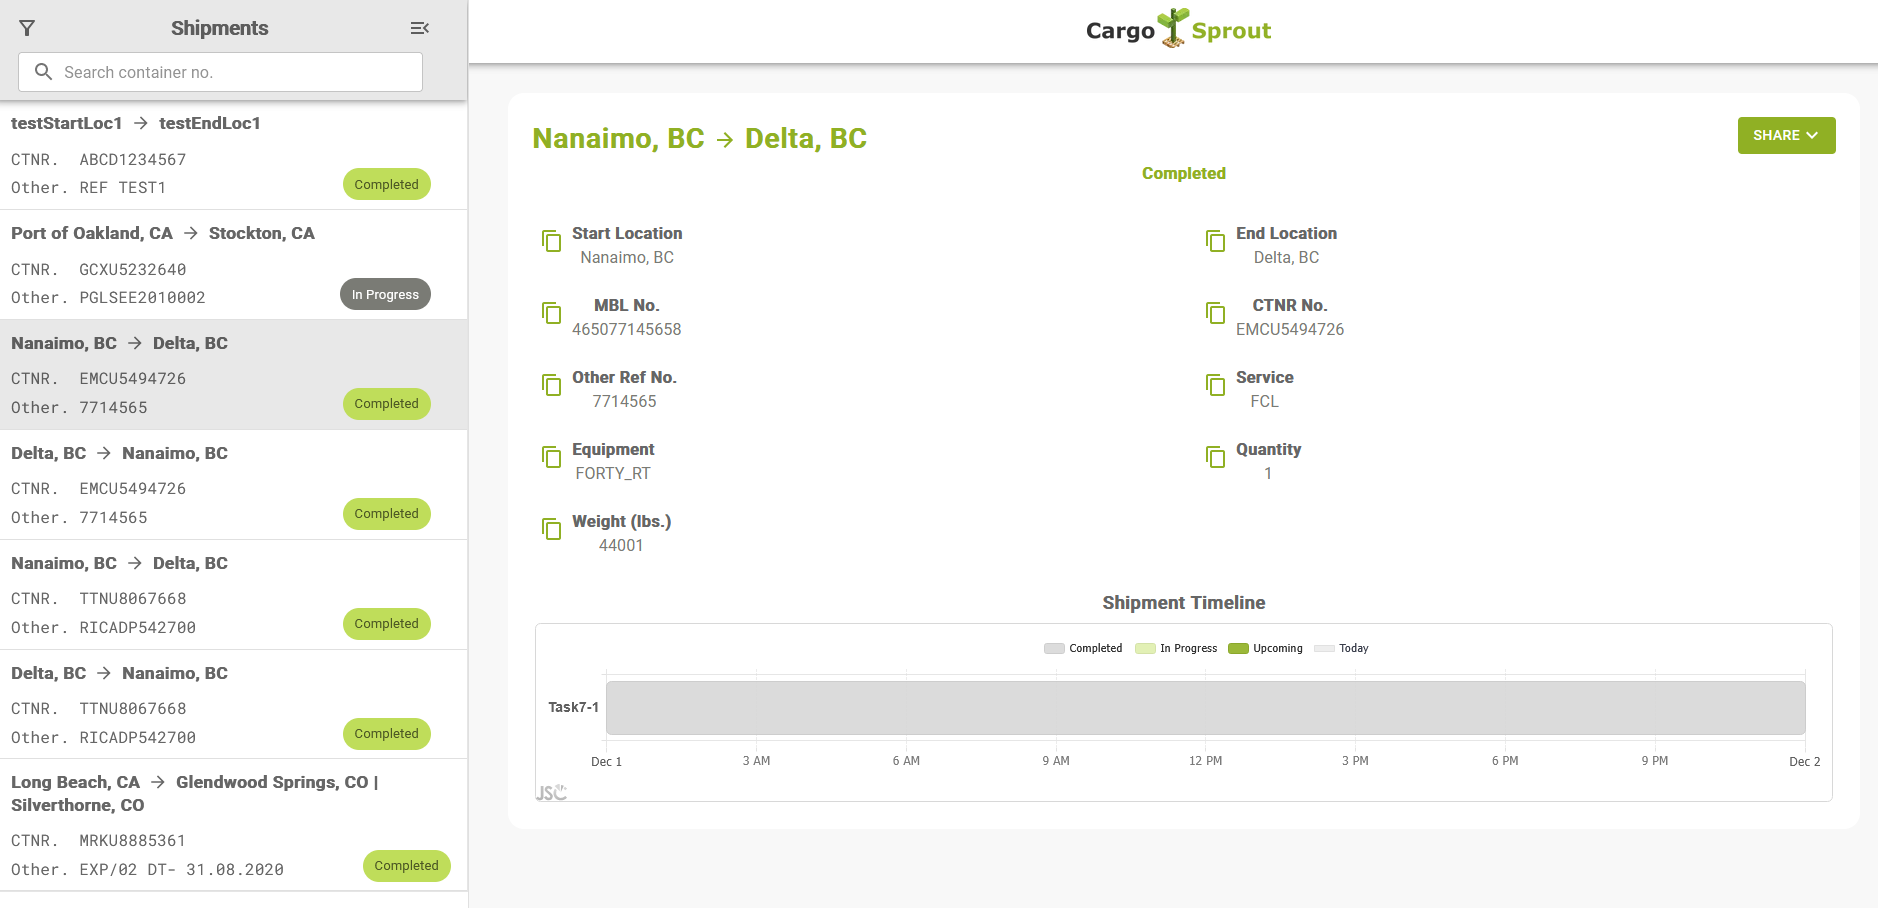 Shipments
Search container no.
testStartLoc1 → testEndLoc1
CTNR. ABCD1234567
Other. REF TEST1
Completed
Port of Oakland, CA → Stockton, CA
CTNR. GCXU5232640
Other. PGLSEE2010002
In Progress
Nanaimo, BC → Delta, BC
CTNR. EMCU5494726
Other. 7714565
Completed
Delta, BC → Nanaimo, BC
CTNR. EMCU5494726
Other. 7714565
Completed
Nanaimo, BC → Delta, BC
CTNR. TTNU8067668
Other. RICADP542700
Completed
Delta, BC → Nanaimo, BC
CTNR. TTNU8067668
Other. RICADP542700
Completed
Long Beach, CA → Glendwood Springs, CO |
Silverthorne, CO
CTNR. MRKU8885361
Other. EXP/02 DT- 31.08.2020
Completed
Cargo Sprout
Nanaimo, BC → Delta, BC
SHARE
Completed
Start Location
Nanaimo, BC
End Location
Delta, BC
MBL No.
465077145658
CTNR No.
EMCU5494726
Other Ref No.
7714565
Service
FCL
Equipment
FORTY_RT
Quantity
1
Weight (lbs.)
44001
Shipment Timeline
Completed In Progress Upcoming Today
Task7-1
Dec 1 3 AM 6 AM 9 AM 12 PM 3 PM 6 PM 9 PM Dec 2
JSC